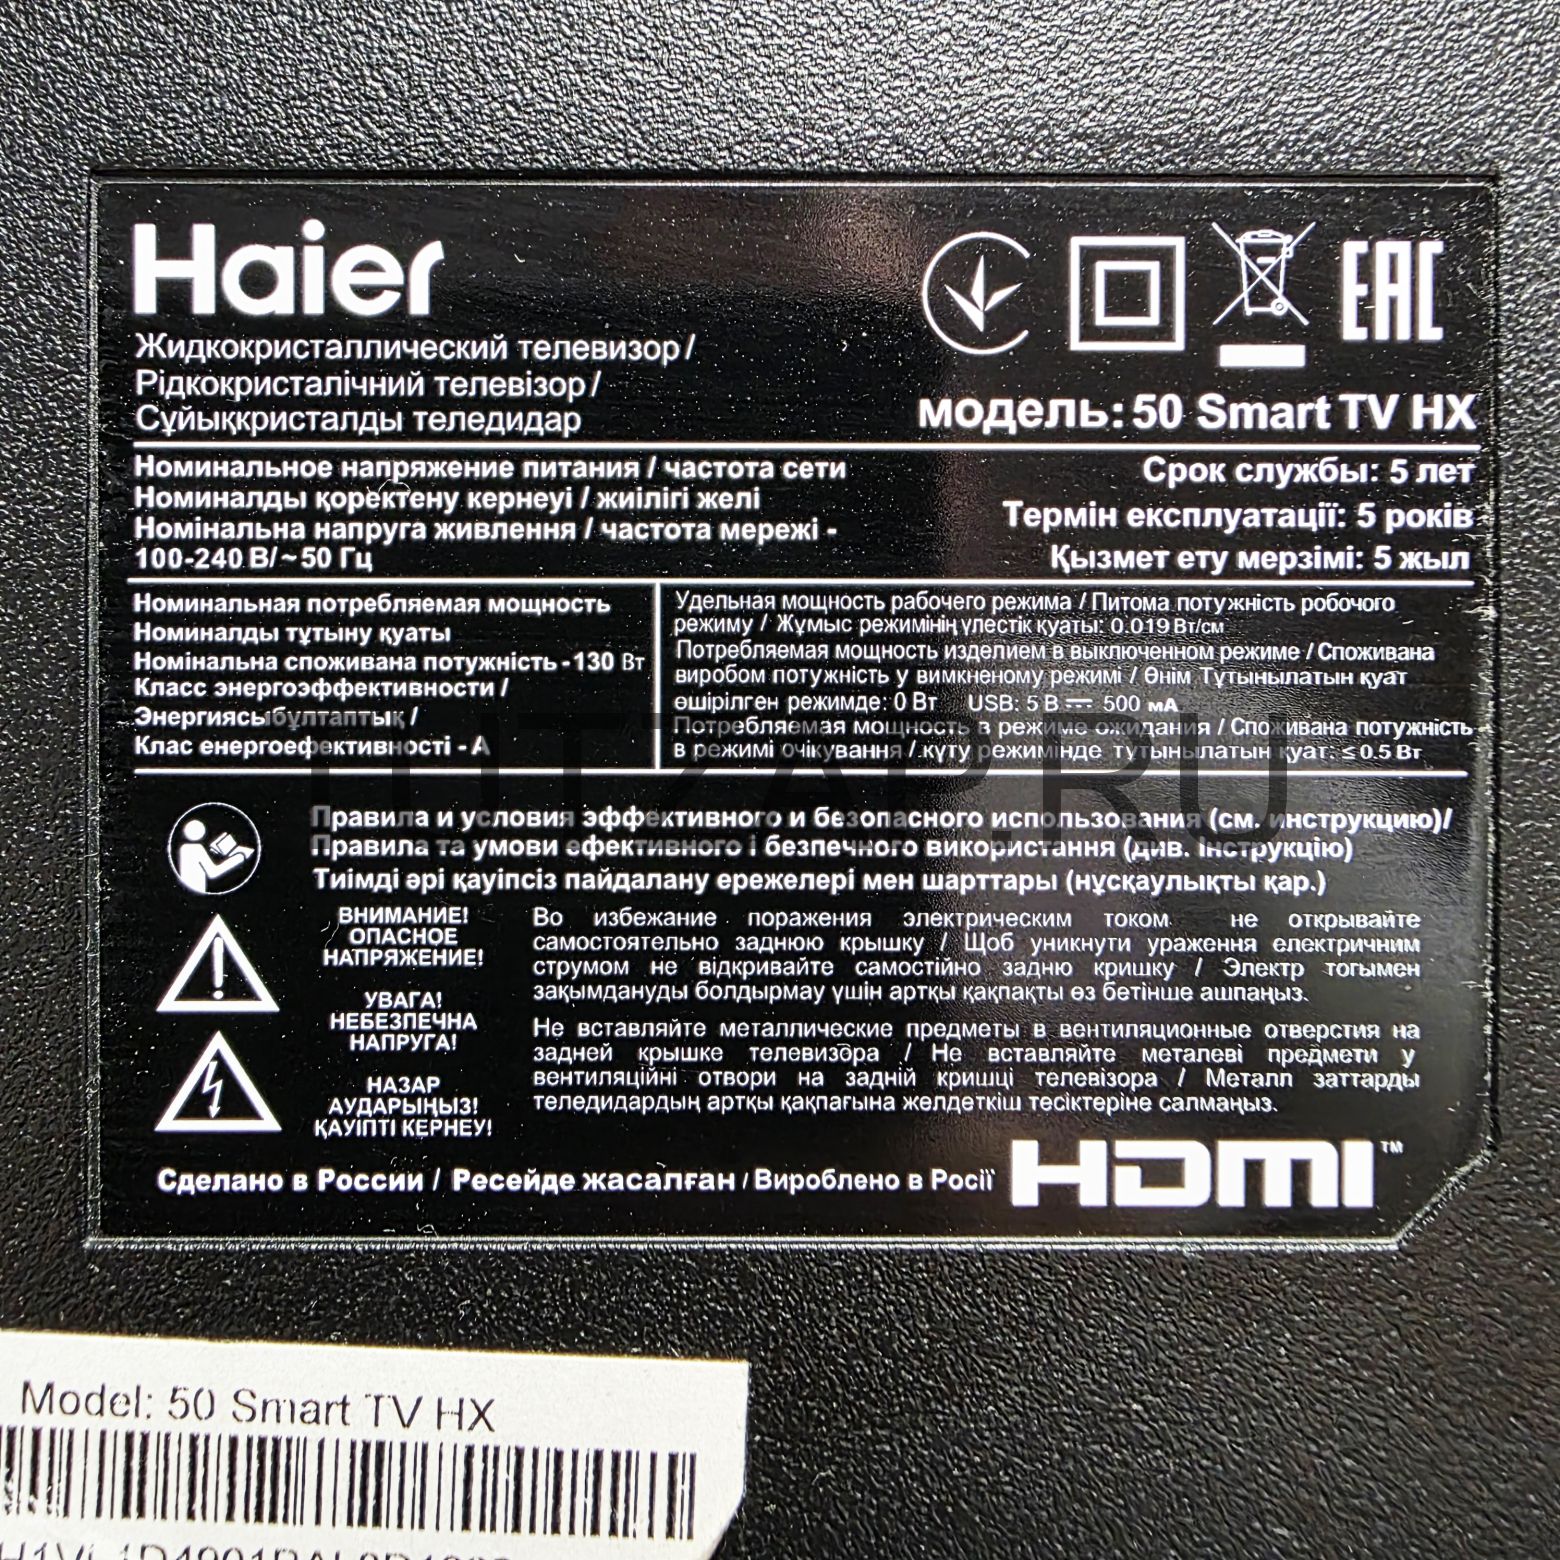 Haier
EAC
Жидкокристаллический телевизор /
Рідкокристалічний телевізор /
Сұйыққристалды теледидар
модель: 50 Smart TV HX
Номинальное напряжение питания / частота сети
Номиналды қоректену кернеуі / жиілігі желі
Номінальна напруга живлення / частота мережі -
100-240 В/ ~ 50 Гц
Срок службы: 5 лет
Термін експлуатації: 5 років
Қызмет ету мерзімі: 5 жыл
Номинальная потребляемая мощность
Номиналды тұтыну қуаты
Номінальна споживана потужність - 130 Вт
Класс энергоэффективности /
Энергиясыбұлтаптық /
Клас енергоефективності - А
Удельная мощность рабочего режима / Питома потужність робочого
режиму / Жұмыс режимінің үлестік қуаты: 0.019 Вт/см
Потребляемая мощность изделием в выключенном режиме / Споживана
виробом потужність у вимкненому режимі / Өнім Тұтынылатын қуат
өшірілген режимде: 0 Вт USB: 5 В ⎓ 500 мА
Потребляемая мощность в режиме ожидания / Споживана потужність
в режимі очікування / күту режимінде тутынылатын қуат: ≤ 0.5 Вт
TUTZAP.RU
Правила и условия эффективного и безопасного использования (см. инструкцию)/
Правила та умови ефективного і безпечного використання (див. інструкцію)
Тиімді әрі қауіпсіз пайдалану ережелері мен шарттары (нұсқаулықты қар.)
ВНИМАНИЕ!
ОПАСНОЕ
НАПРЯЖЕНИЕ!
УВАГА!
НЕБЕЗПЕЧНА
НАПРУГА!
НАЗАР
АУДАРЫҢЫЗ!
ҚАУІПТІ КЕРНЕУ!
Во избежание поражения электрическим током не открывайте
самостоятельно заднюю крышку / Щоб уникнути ураження електричним
струмом не відкривайте самостійно задню кришку / Электр тогымен
зақымдануды болдырмау үшін артқы қақпақты өз бетінше ашпаңыз.
Не вставляйте металлические предметы в вентиляционные отверстия на
задней крышке телевизора / Не вставляйте металеві предмети у
вентиляційні отвори на задній кришці телевізора / Металл заттарды
теледидардың артқы қақпағына желдеткіш тесіктеріне салмаңыз.
Сделано в России / Ресейде жасалған / Вироблено в Росії
HDMI™
Model: 50 Smart TV HX